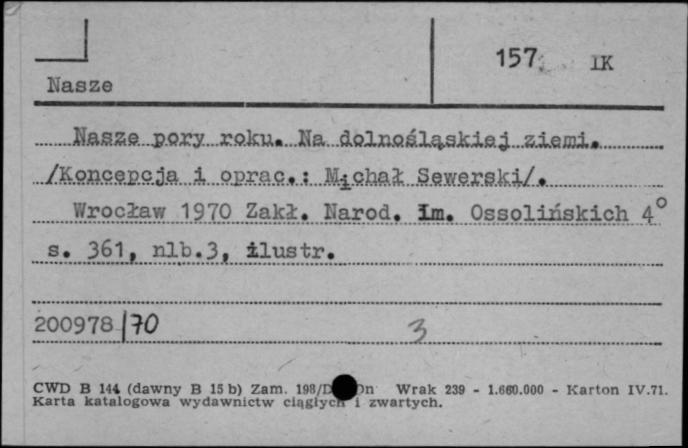 157 IK
Nasze
Nasze pory roku. Na dolnośląskiej ziemi.
/Koncepcja i oprac.: Michał Sewerski/.
Wrocław 1970 Zakł. Narod. im. Ossolińskich 4°
s. 361, nlb.3, ilustr.
200978/70 3
CWD B 144 (dawny B 15 b) Zam. Wrak 239 - 1.660.000 - Karton IV.71.
Karta katalogowa wydawnictw ciągłych i zwartych.